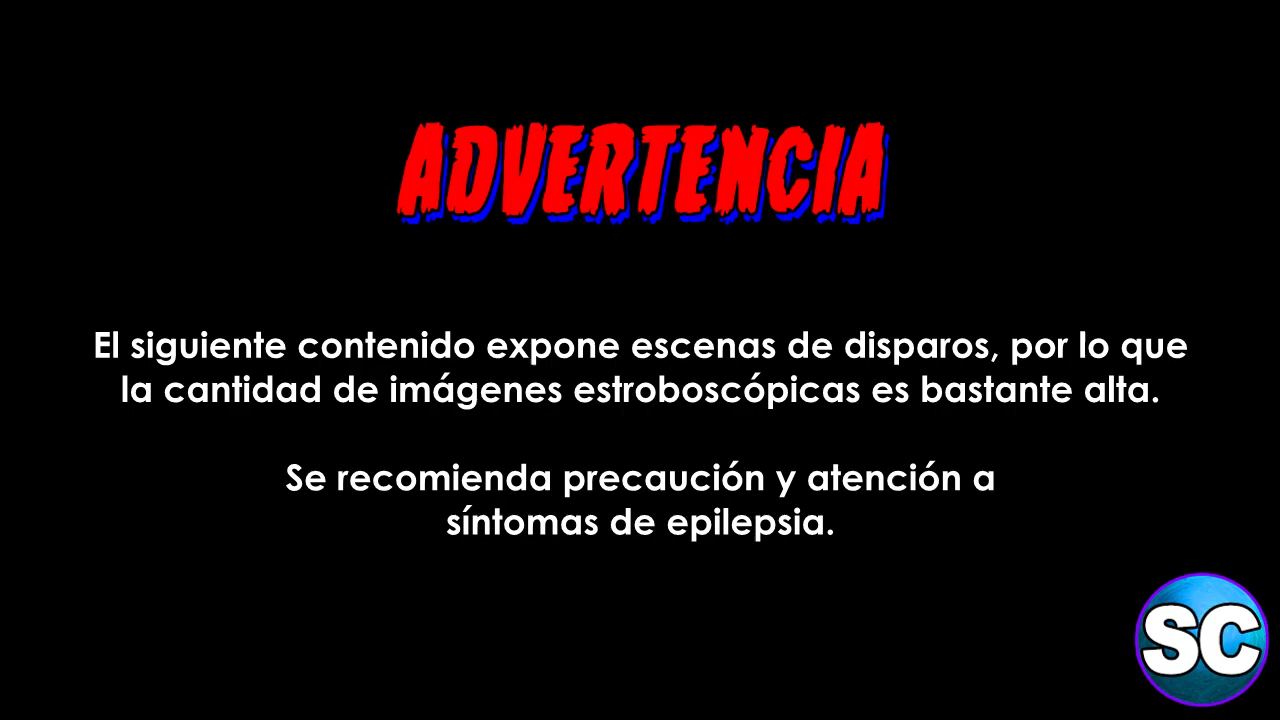 ADVERTENCIA
El siguiente contenido expone escenas de disparos, por lo que
la cantidad de imágenes estroboscópicas es bastante alta.
Se recomienda precaución y atención a
síntomas de epilepsia.
SC